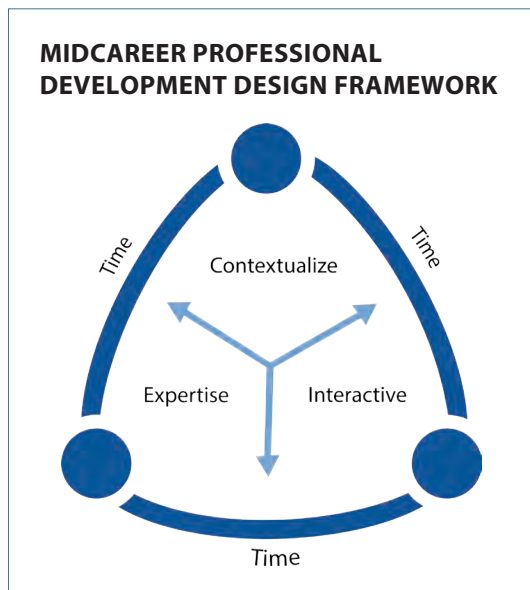 MIDCAREER PROFESSIONAL
DEVELOPMENT DESIGN FRAMEWORK
Time
Time
Contextualize
Expertise
Interactive
Time